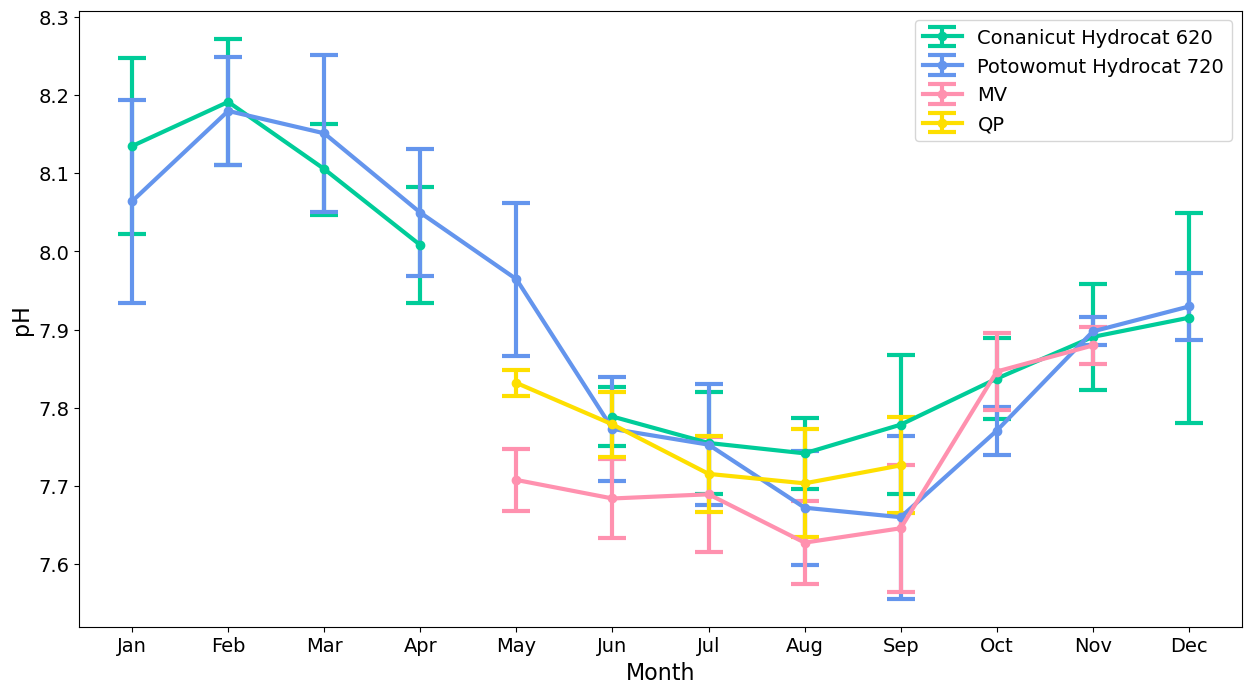 8.3
8.2
8.1
8.0
7.9
7.8
7.7
7.6
pH
Conanicut Hydrocat 620
Potowomut Hydrocat 720
MV
QP
Jan Feb Mar Apr May Jun Jul Aug Sep Oct Nov Dec
Month